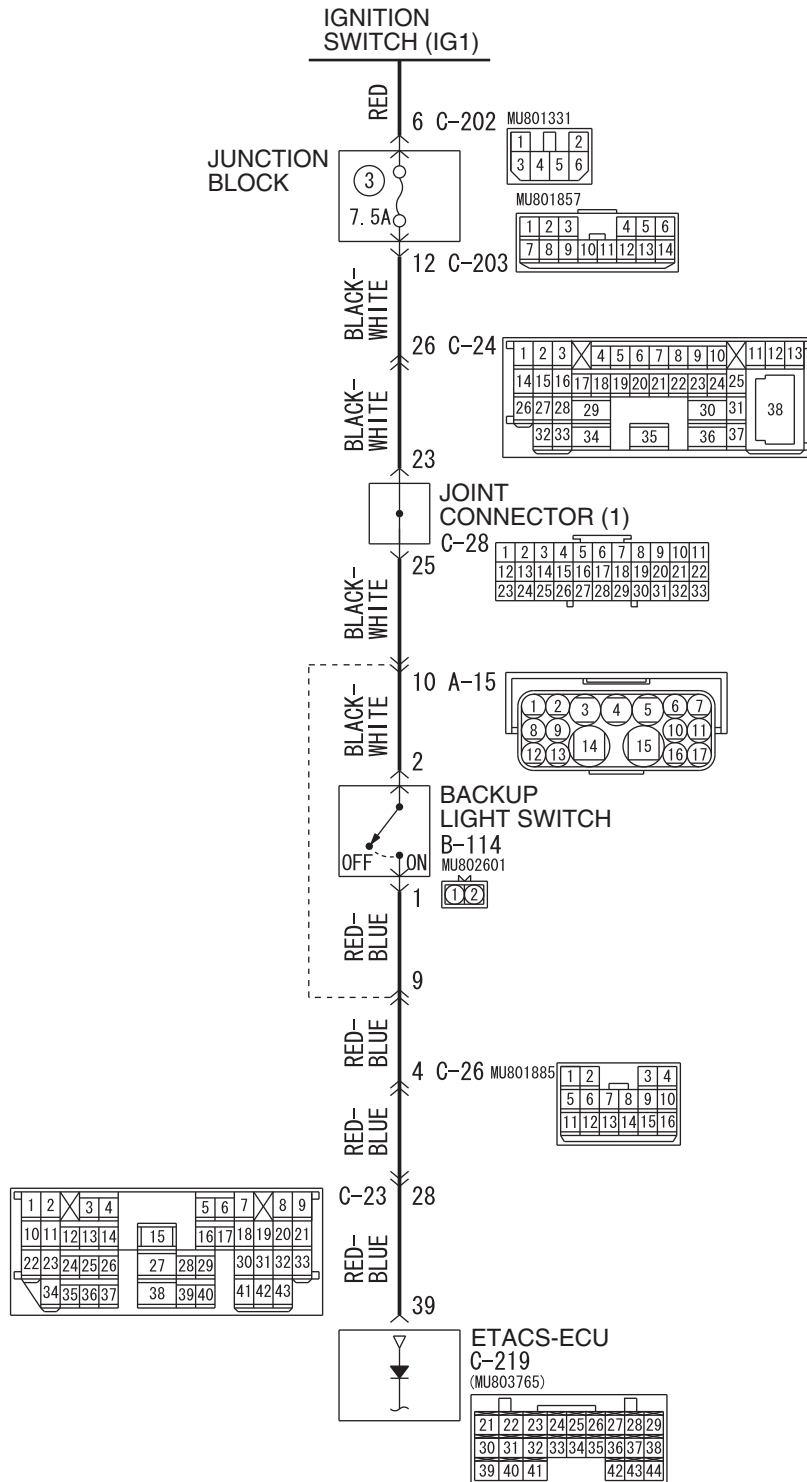 IGNITION
SWITCH (IG1)
RED
6 C-202 MU801331
1 2
3 4 5 6
JUNCTION
BLOCK
3
7.5A
MU801857
1 2 3 4 5 6
7 8 9 10 11 12 13 14
12 C-203
BLACK-
WHITE
26 C-24
1 2 3 4 5 6 7 8 9 10 11 12 13
14 15 16 17 18 19 20 21 22 23 24 25
26 27 28 29 30 31 38
32 33 34 35 36 37
BLACK-
WHITE
23
JOINT
CONNECTOR (1)
C-28
1 2 3 4 5 6 7 8 9 10 11
12 13 14 15 16 17 18 19 20 21 22
23 24 25 26 27 28 29 30 31 32 33
25
BLACK-
WHITE
10 A-15
1 2 3 4 5 6 7
8 9 10 11
12 13 14 15 16 17
BLACK-
WHITE
2
BACKUP
LIGHT SWITCH
B-114
MU802601
1 2
OFF ON
1
RED-
BLUE
9
RED-
BLUE
4 C-26 MU801885
1 2 3 4
5 6 7 8 9 10
11 12 13 14 15 16
RED-
BLUE
C-23 28
1 2 3 4 5 6 7 8 9
10 11 12 13 14 15 16 17 18 19 20 21
22 23 24 25 26 27 28 29 30 31 32 33
34 35 36 37 38 39 40 41 42 43
RED-
BLUE
39
ETACS-ECU
C-219
(MU803765)
21 22 23 24 25 26 27 28 29
30 31 32 33 34 35 36 37 38
39 40 41 42 43 44